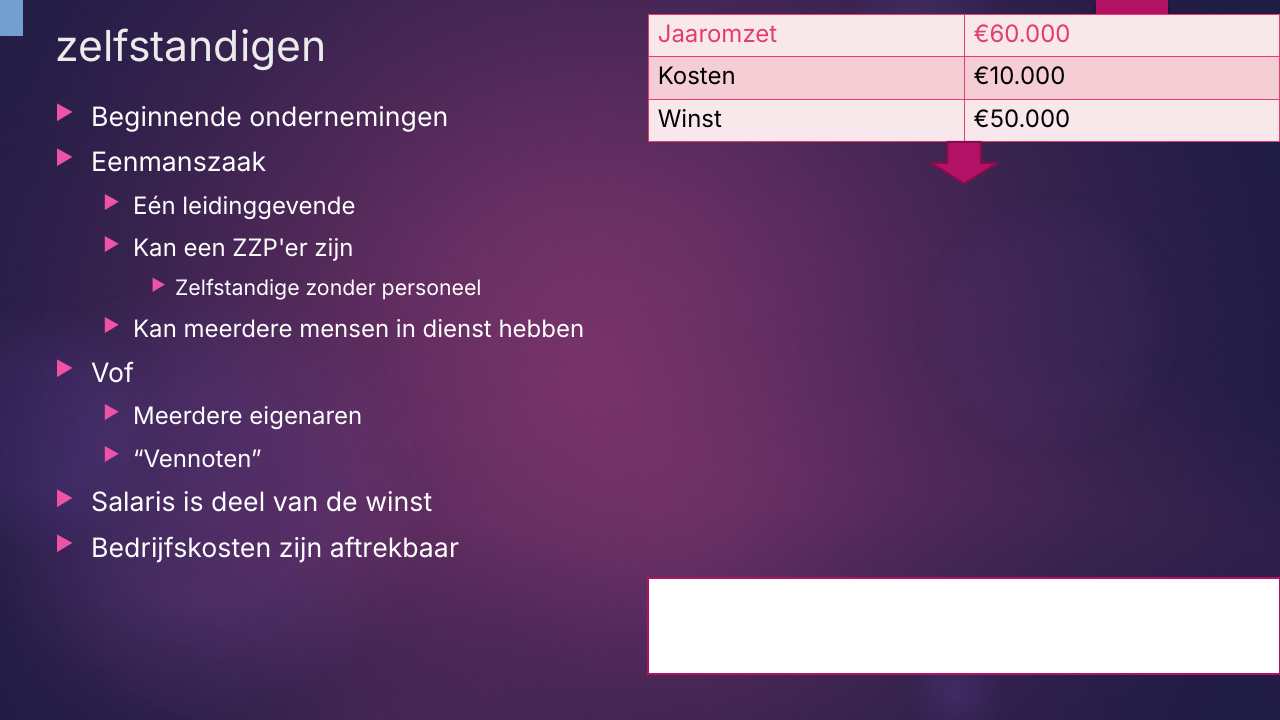 zelfstandigen
Beginnende ondernemingen
Eenmanszaak
Eén leidinggevende
Kan een ZZP'er zijn
Zelfstandige zonder personeel
Kan meerdere mensen in dienst hebben
Vof
Meerdere eigenaren
“Vennoten”
Salaris is deel van de winst
Bedrijfskosten zijn aftrekbaar
Jaaromzet €60.000
Kosten €10.000
Winst €50.000